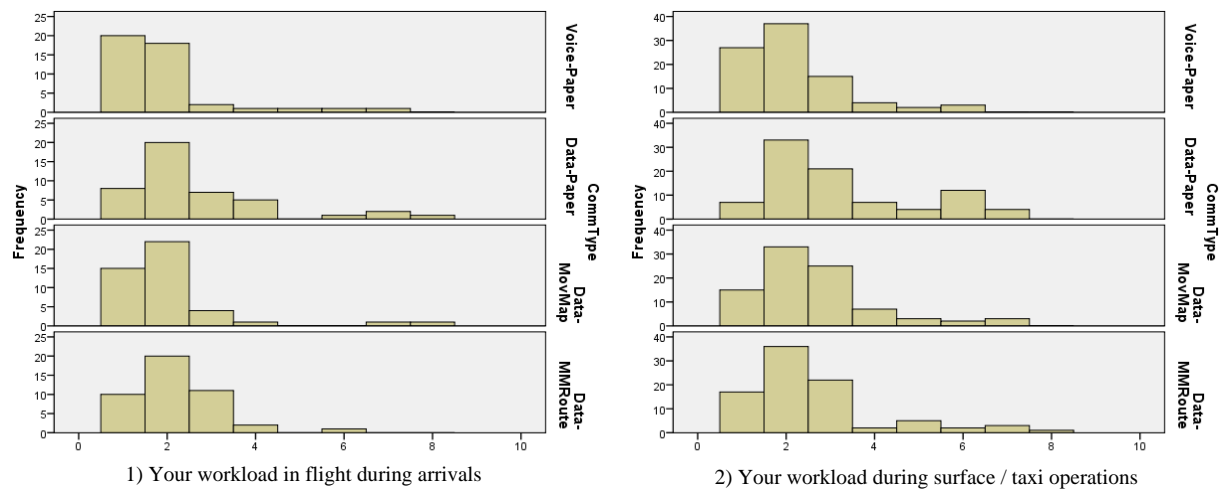 25
20
15
10
5
0
Voice-Paper
25
20
15
10
5
0
Data-Paper
25
20
15
10
5
0
Data-
MovMap
25
20
15
10
5
0
Data-
MMRoute
Frequency
CommType
0 2 4 6 8 10
1) Your workload in flight during arrivals
40
30
20
10
0
Voice-Paper
40
30
20
10
0
Data-Paper
40
30
20
10
0
Data-
MovMap
40
30
20
10
0
Data-
MMRoute
Frequency
CommType
0 2 4 6 8 10
2) Your workload during surface / taxi operations